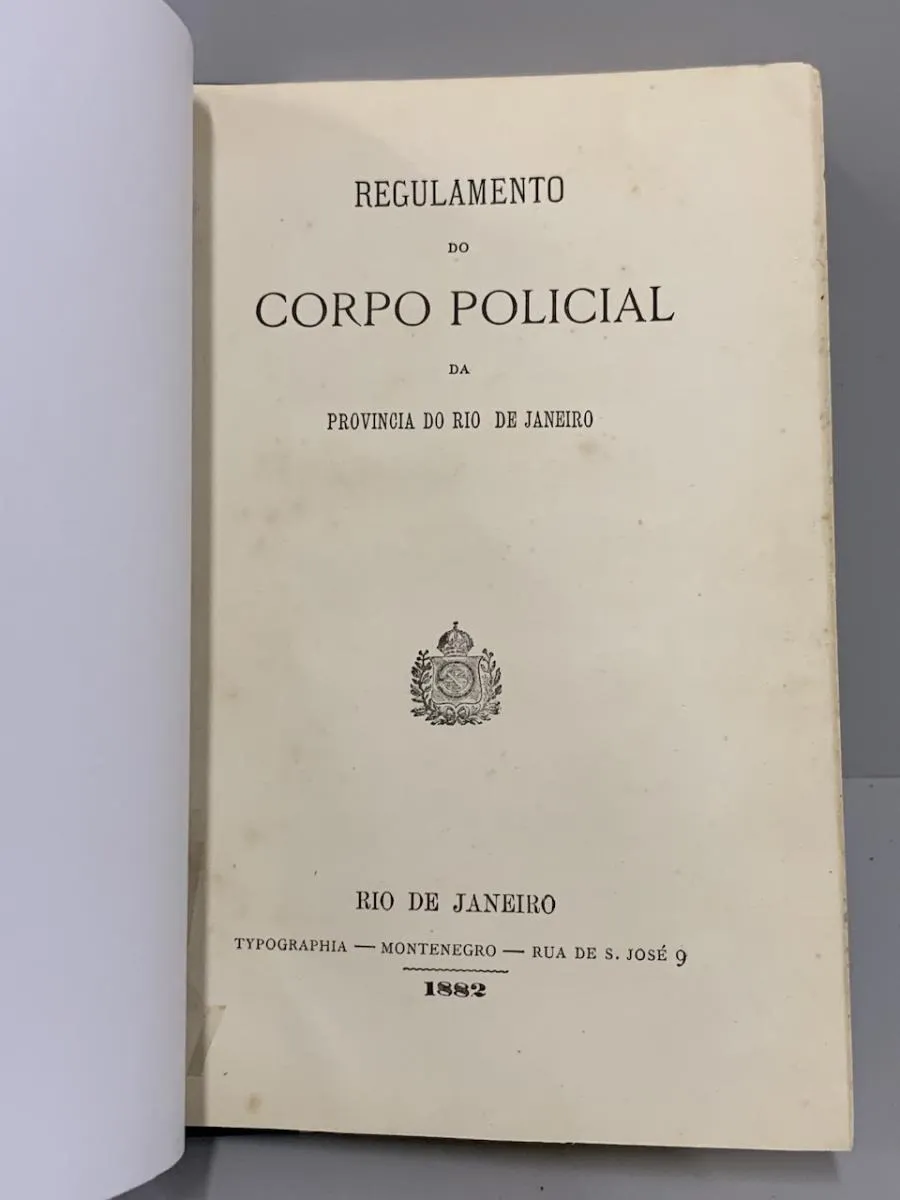 REGULAMENTO
DO
CORPO POLICIAL
DA
PROVINCIA DO RIO DE JANEIRO
RIO DE JANEIRO
TYPOGRAPHIA — MONTENEGRO — RUA DE S. JOSÉ 9
1882